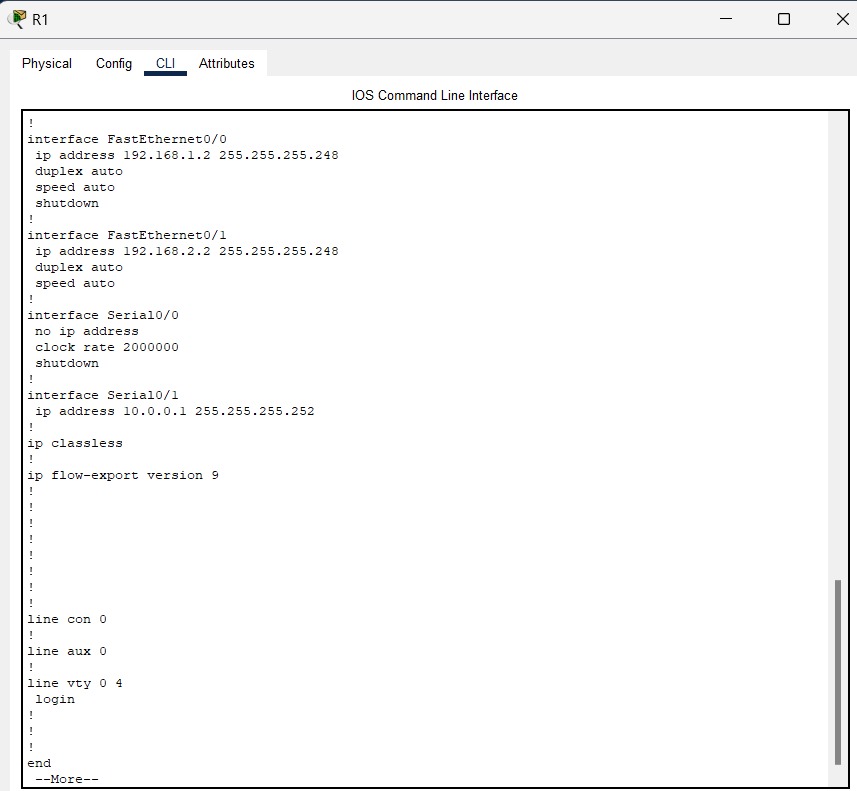 R1
Physical Config CLI Attributes
IOS Command Line Interface
!
interface FastEthernet0/0
 ip address 192.168.1.2 255.255.255.248
 duplex auto
 speed auto
 shutdown
!
interface FastEthernet0/1
 ip address 192.168.2.2 255.255.255.248
 duplex auto
 speed auto
!
interface Serial0/0
 no ip address
 clock rate 2000000
 shutdown
!
interface Serial0/1
 ip address 10.0.0.1 255.255.255.252
!
ip classless
!
ip flow-export version 9
!
!
!
!
!
!
!
!
line con 0
!
line aux 0
!
line vty 0 4
 login
!
!
!
end
 --More--